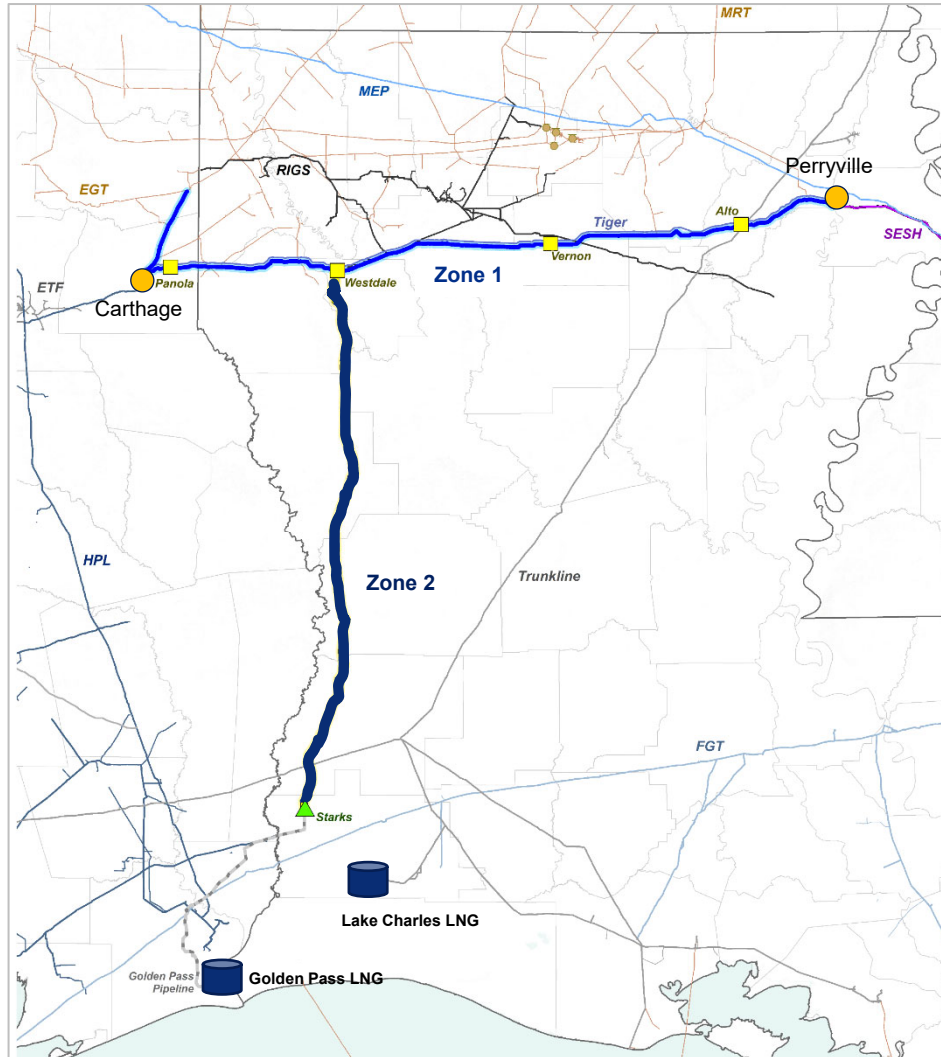 MRT
MEP
Perryville
RIGS
EGT
Tiger
Alto
SESH
Vernon
Panola
Westdale
Zone 1
ETF
Carthage
HPL
Trunkline
Zone 2
FGT
Starks
Lake Charles LNG
Golden Pass
Pipeline
Golden Pass LNG